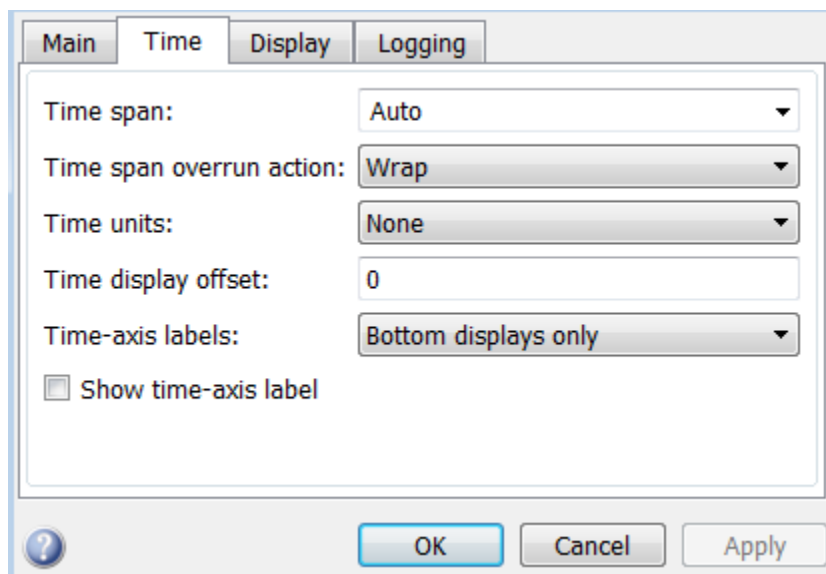 Main Time Display Logging
Time span: Auto
Time span overrun action: Wrap
Time units: None
Time display offset: 0
Time-axis labels: Bottom displays only
Show time-axis label
? OK Cancel Apply